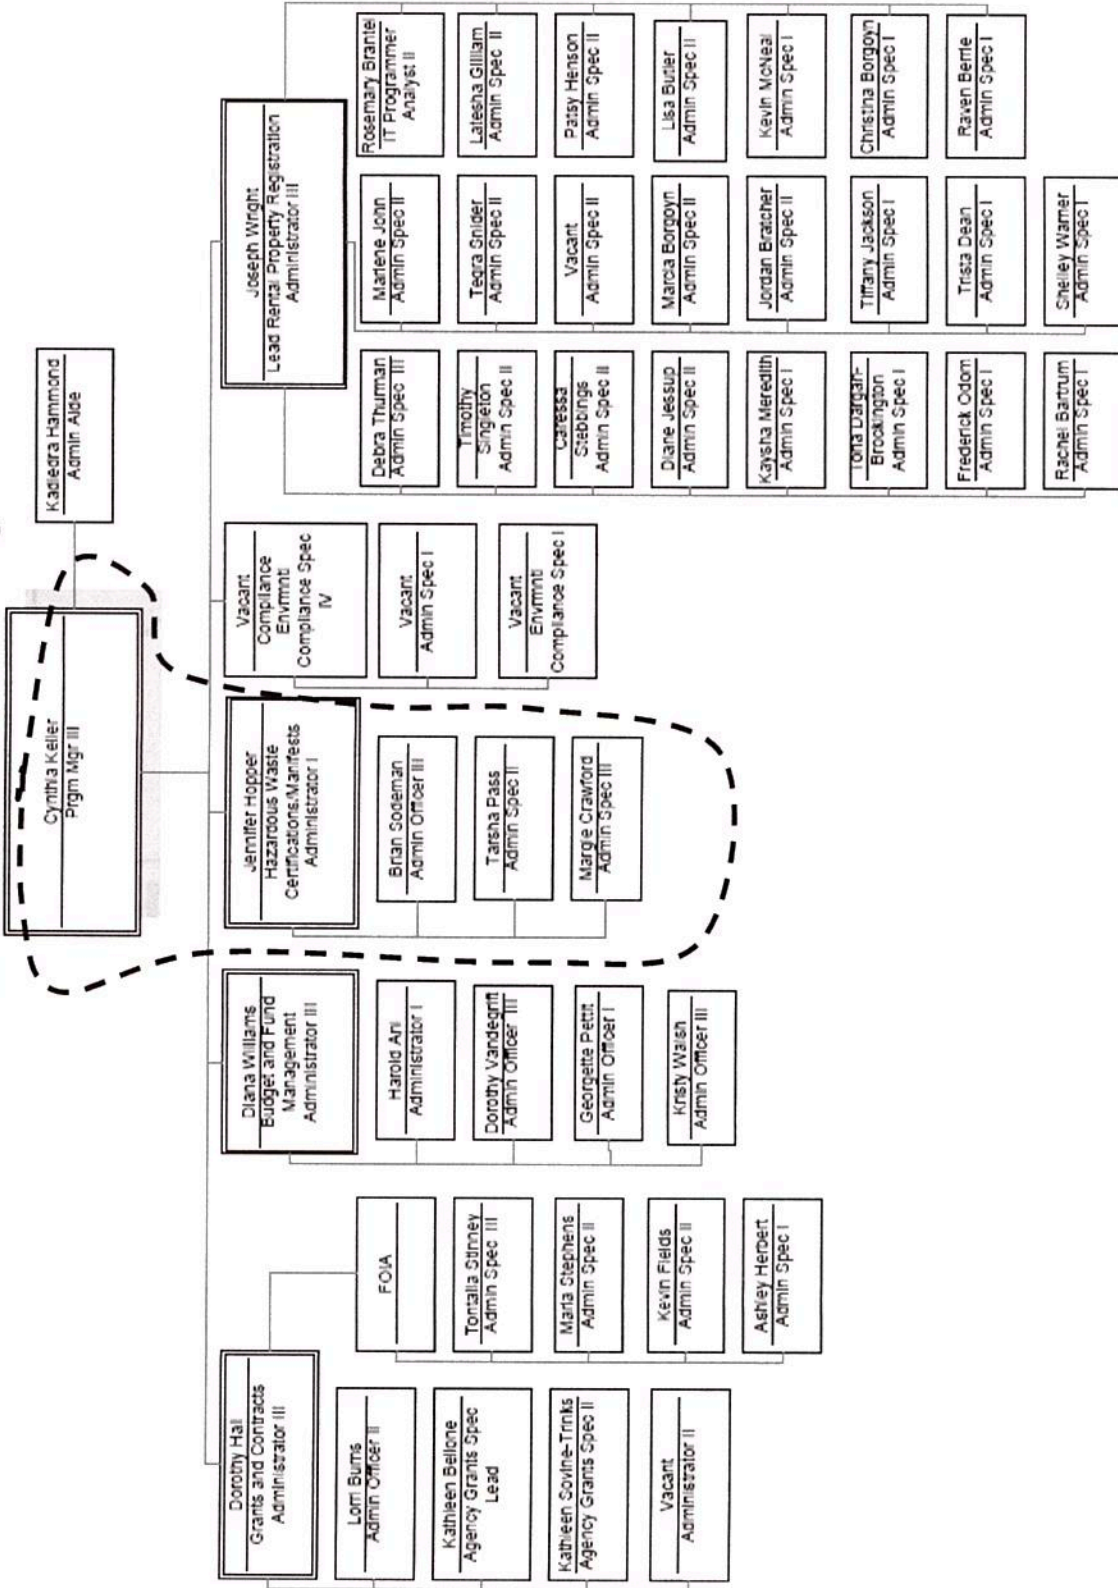 Cynthia Keller
Prgm Mgr III
Kadiedra Hammond
Admin Aide
Dorothy Hall
Grants and Contracts
Administrator III
Lorri Burns
Admin Officer II
Kathleen Bellone
Agency Grants Spec
Lead
Kathleen Sovine-Trinks
Agency Grants Spec II
Vacant
Administrator II
FOIA
Tontalia Stinney
Admin Spec III
Marla Stephens
Admin Spec II
Kevin Fields
Admin Spec II
Ashley Herbert
Admin Spec I
Diana Williams
Budget and Fund
Management
Administrator III
Harold Ani
Administrator I
Dorothy Vandegrift
Admin Officer III
Georgette Pettit
Admin Officer I
Kristy Walsh
Admin Officer III
Jennifer Hopper
Hazardous Waste
Certifications/Manifests
Administrator I
Brian Sodeman
Admin Officer III
Tarsha Pass
Admin Spec II
Margie Crawford
Admin Spec III
Vacant
Compliance
Envrmntl
Compliance Spec
IV
Vacant
Admin Spec I
Vacant
Envrmntl
Compliance Spec I
Joseph Wright
Lead Rental Property Registration
Administrator III
Debra Thurman
Admin Spec III
Timothy
Singleton
Admin Spec II
Caressa
Stebbings
Admin Spec II
Diane Jessup
Admin Spec II
Kaysha Meredith
Admin Spec I
Tona Dargan-
Brockington
Admin Spec I
Frederick Odom
Admin Spec I
Rachel Bartum
Admin Spec I
Marlene John
Admin Spec II
Teqra Snider
Admin Spec II
Vacant
Admin Spec II
Marcia Borgoyn
Admin Spec II
Jordan Bratcher
Admin Spec I
Tiffany Jackson
Admin Spec I
Trista Dean
Admin Spec I
Shelley Warner
Admin Spec I
Rosemary Brantel
IT Programmer
Analyst II
Latesha Gilliam
Admin Spec II
Patsy Henson
Admin Spec II
Lisa Butler
Admin Spec II
Kevin McNeal
Admin Spec I
Christina Borgoyn
Admin Spec I
Raven Berrie
Admin Spec I